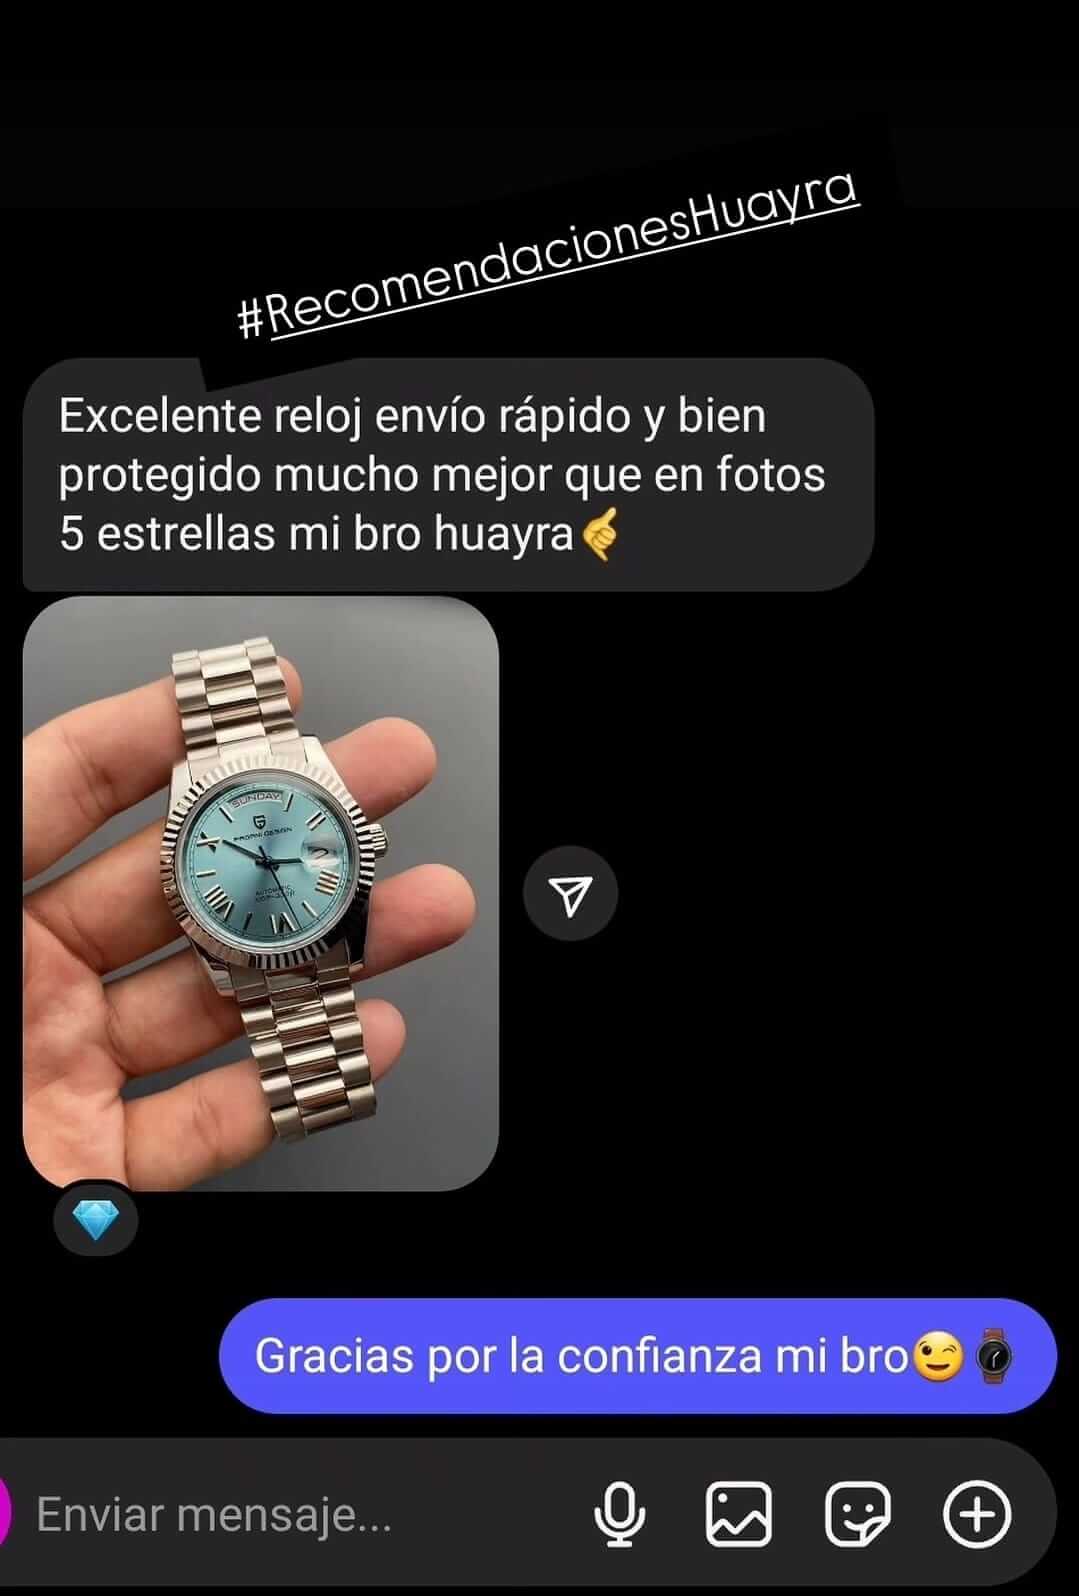 #RecomendacionesHuayra
Excelente reloj envío rápido y bien
protegido mucho mejor que en fotos
5 estrellas mi bro huayra🤙
SUNDAY
PAGANI DESIGN
AUTOMATIC
Gracias por la confianza mi bro😉⌚
Enviar mensaje...